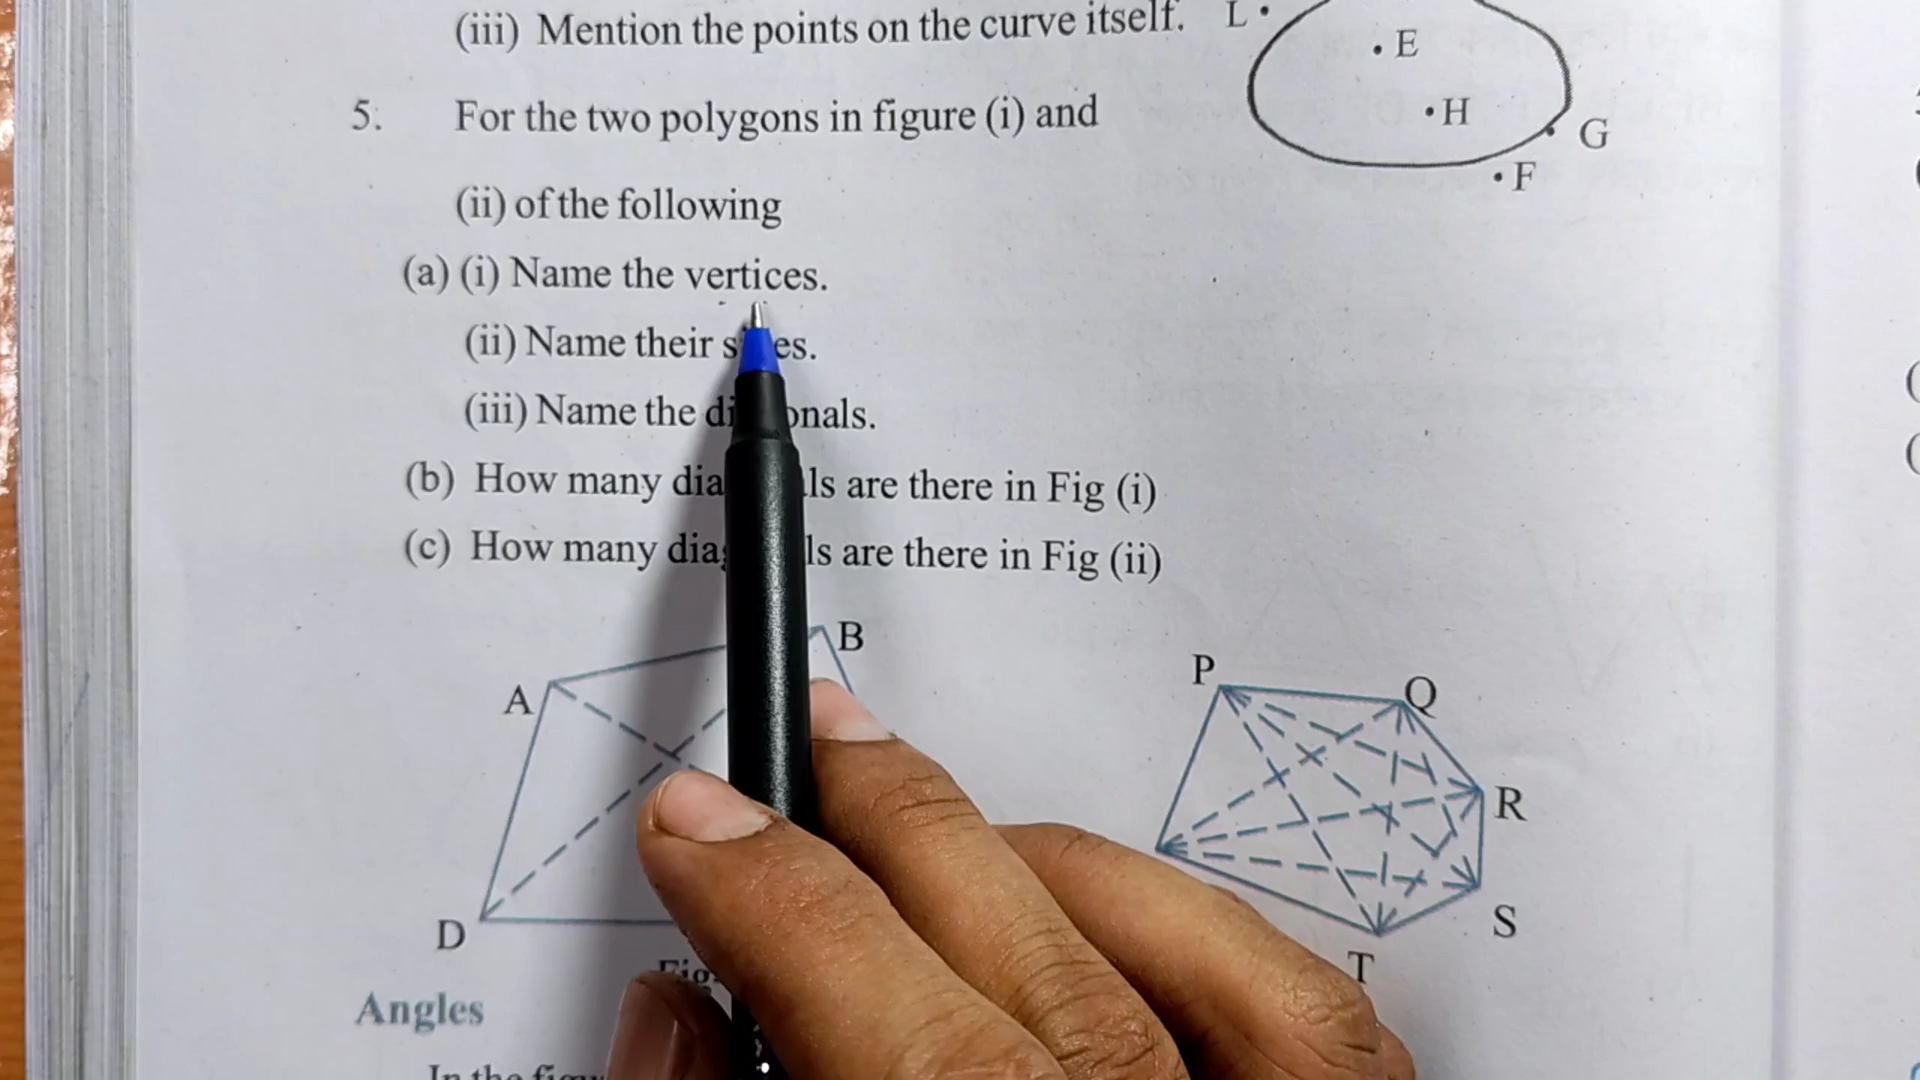 (iii) Mention the points on the curve itself.
L
E
H
G
F
5. For the two polygons in figure (i) and
(ii) of the following
(a) (i) Name the vertices.
(ii) Name their
(iii) Name the
(b) How many are there in Fig (i)
(c) How many are there in Fig (ii)
A
B
D
P
Q
R
S
T
Angles
In the